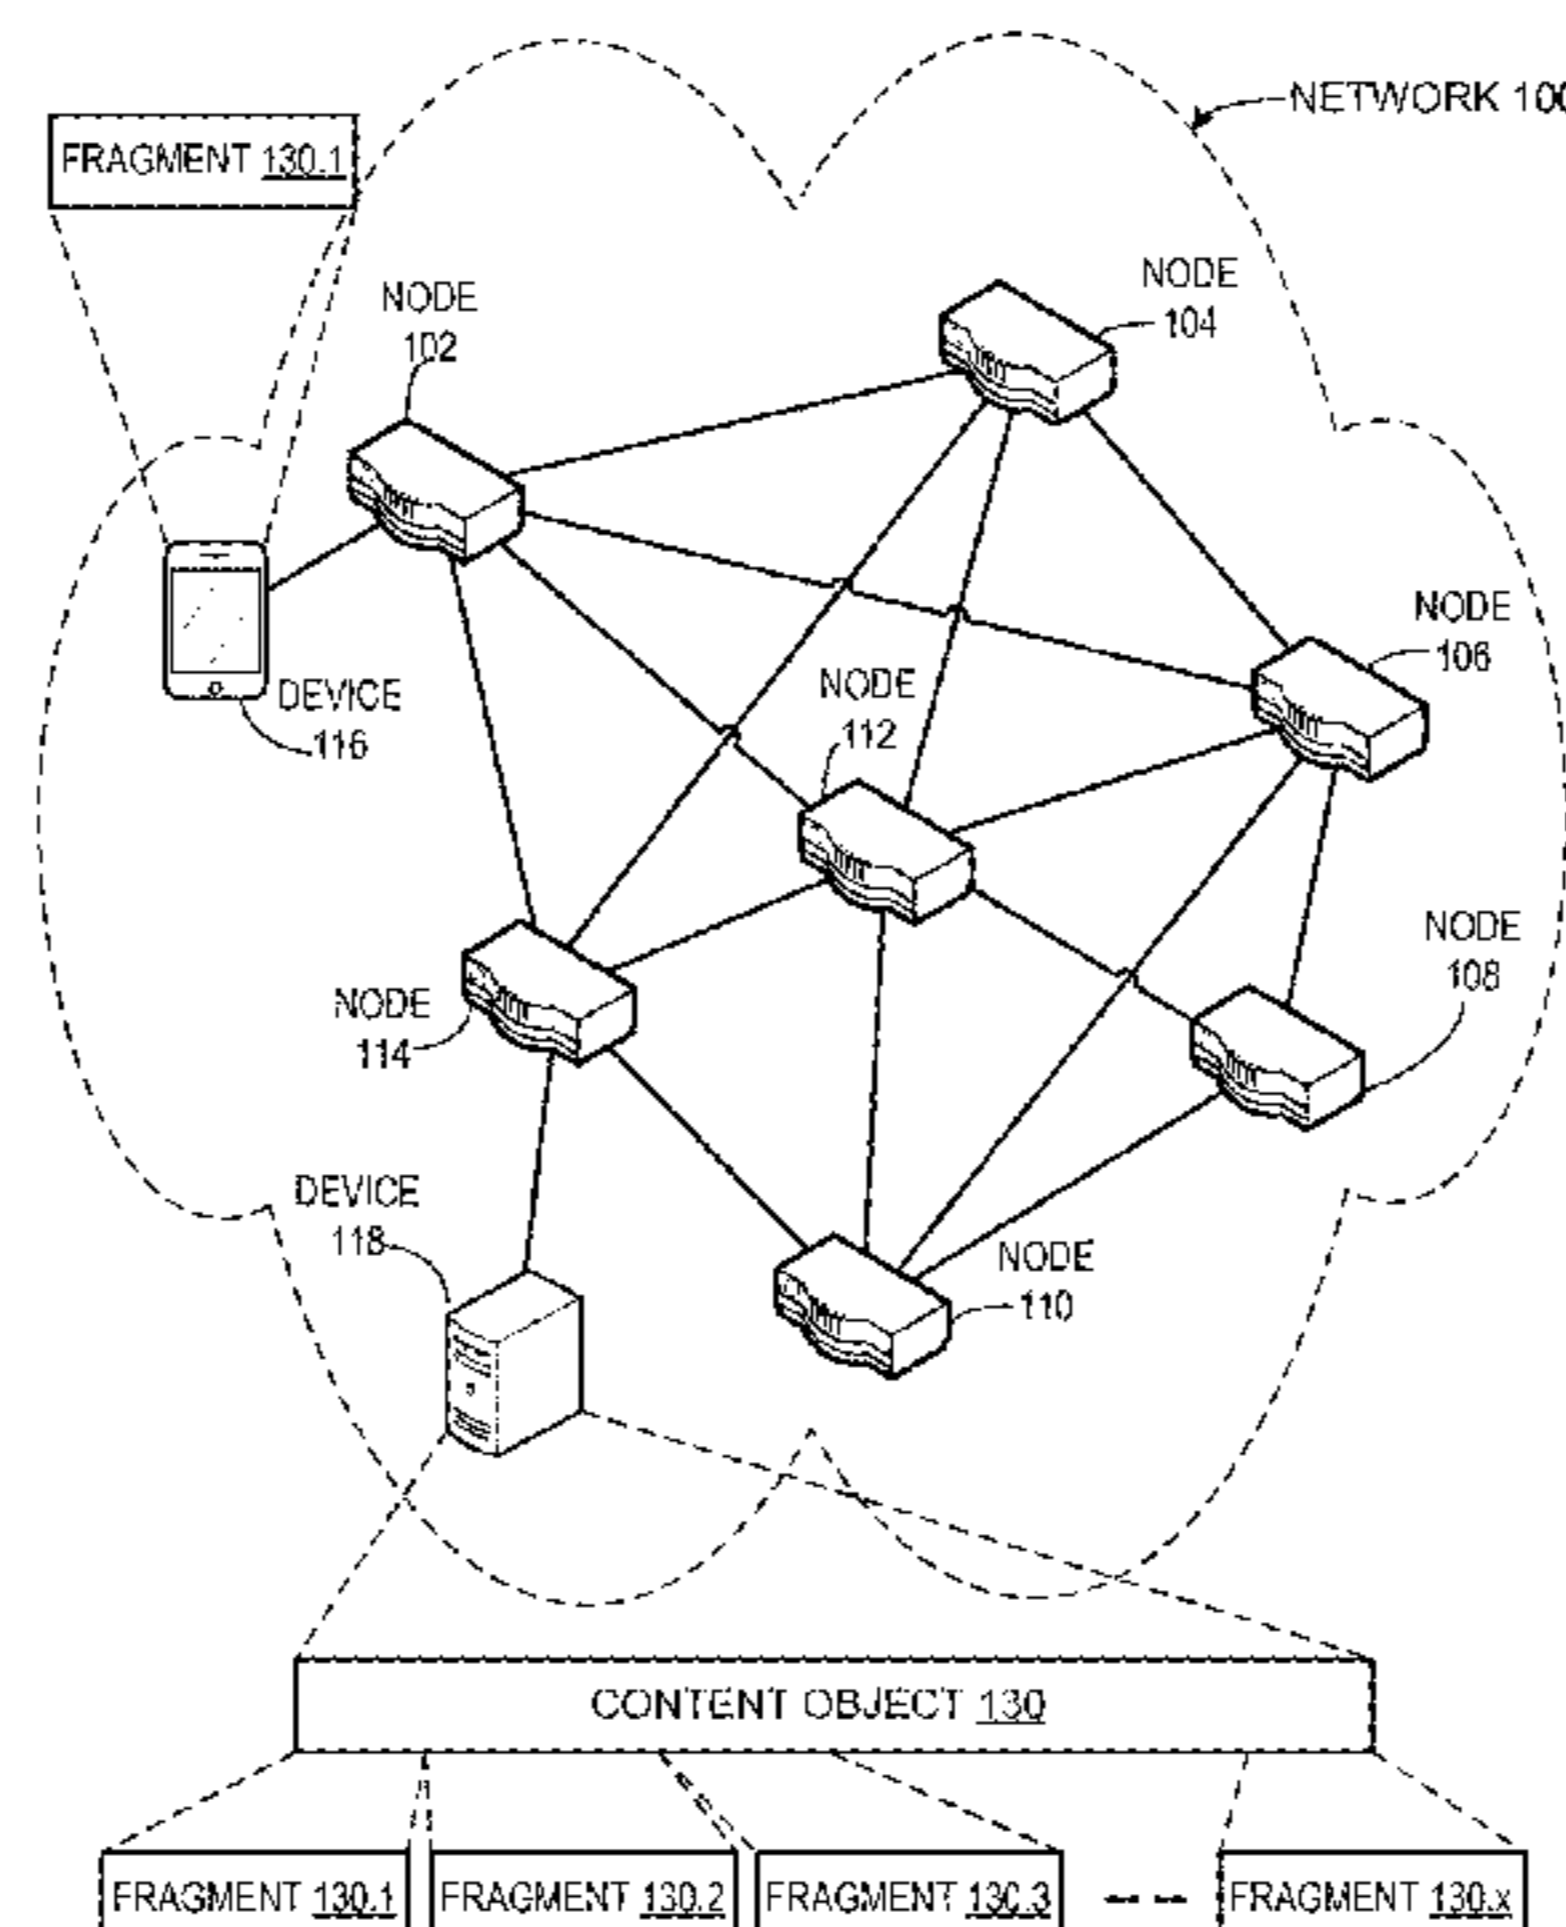 NETWORK 100
FRAGMENT 130.1
NODE
104
NODE
102
NODE
106
NODE
112
DEVICE
116
NODE
108
NODE
114
DEVICE
118
NODE
110
CONTENT OBJECT 130
FRAGMENT 130.1 FRAGMENT 130.2 FRAGMENT 130.3 FRAGMENT 130.x